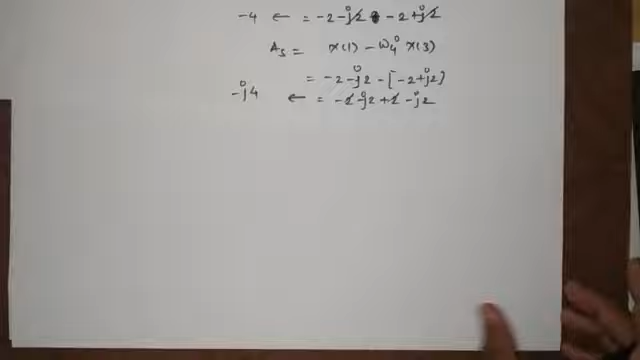 -4 ← = -2-j2 -2+j2
A5 = x(1) - W4^0 x(3)
= -2-j2-[-2+j2]
-j4 ← = -2-j2+2-j2